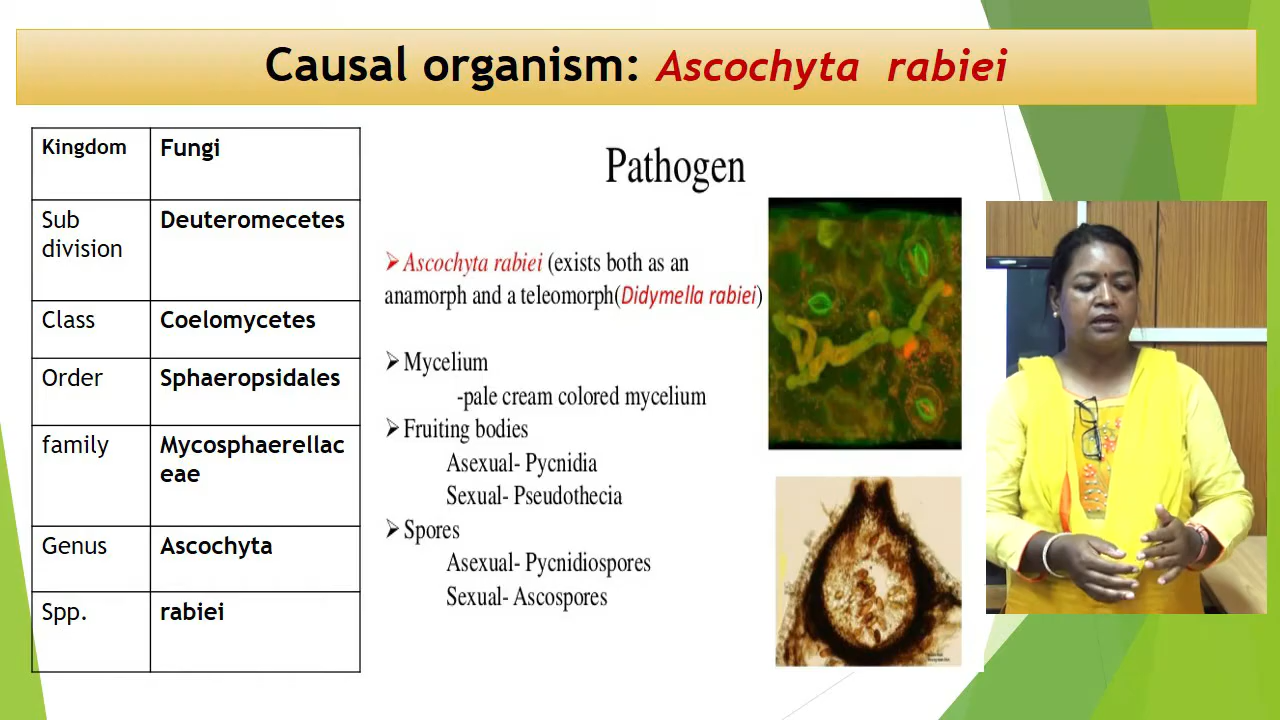 Causal organism: Ascochyta rabiei
Kingdom Fungi
Sub Deuteromecetes
division
Class Coelomycetes
Order Sphaeropsidales
family Mycosphaerellac
eae
Genus Ascochyta
Spp. rabiei
Pathogen
➢Ascochyta rabiei (exists both as an
anamorph and a teleomorph(Didymella rabiei)
➢Mycelium
-pale cream colored mycelium
➢Fruiting bodies
Asexual- Pycnidia
Sexual- Pseudothecia
➢Spores
Asexual- Pycnidiospores
Sexual- Ascospores